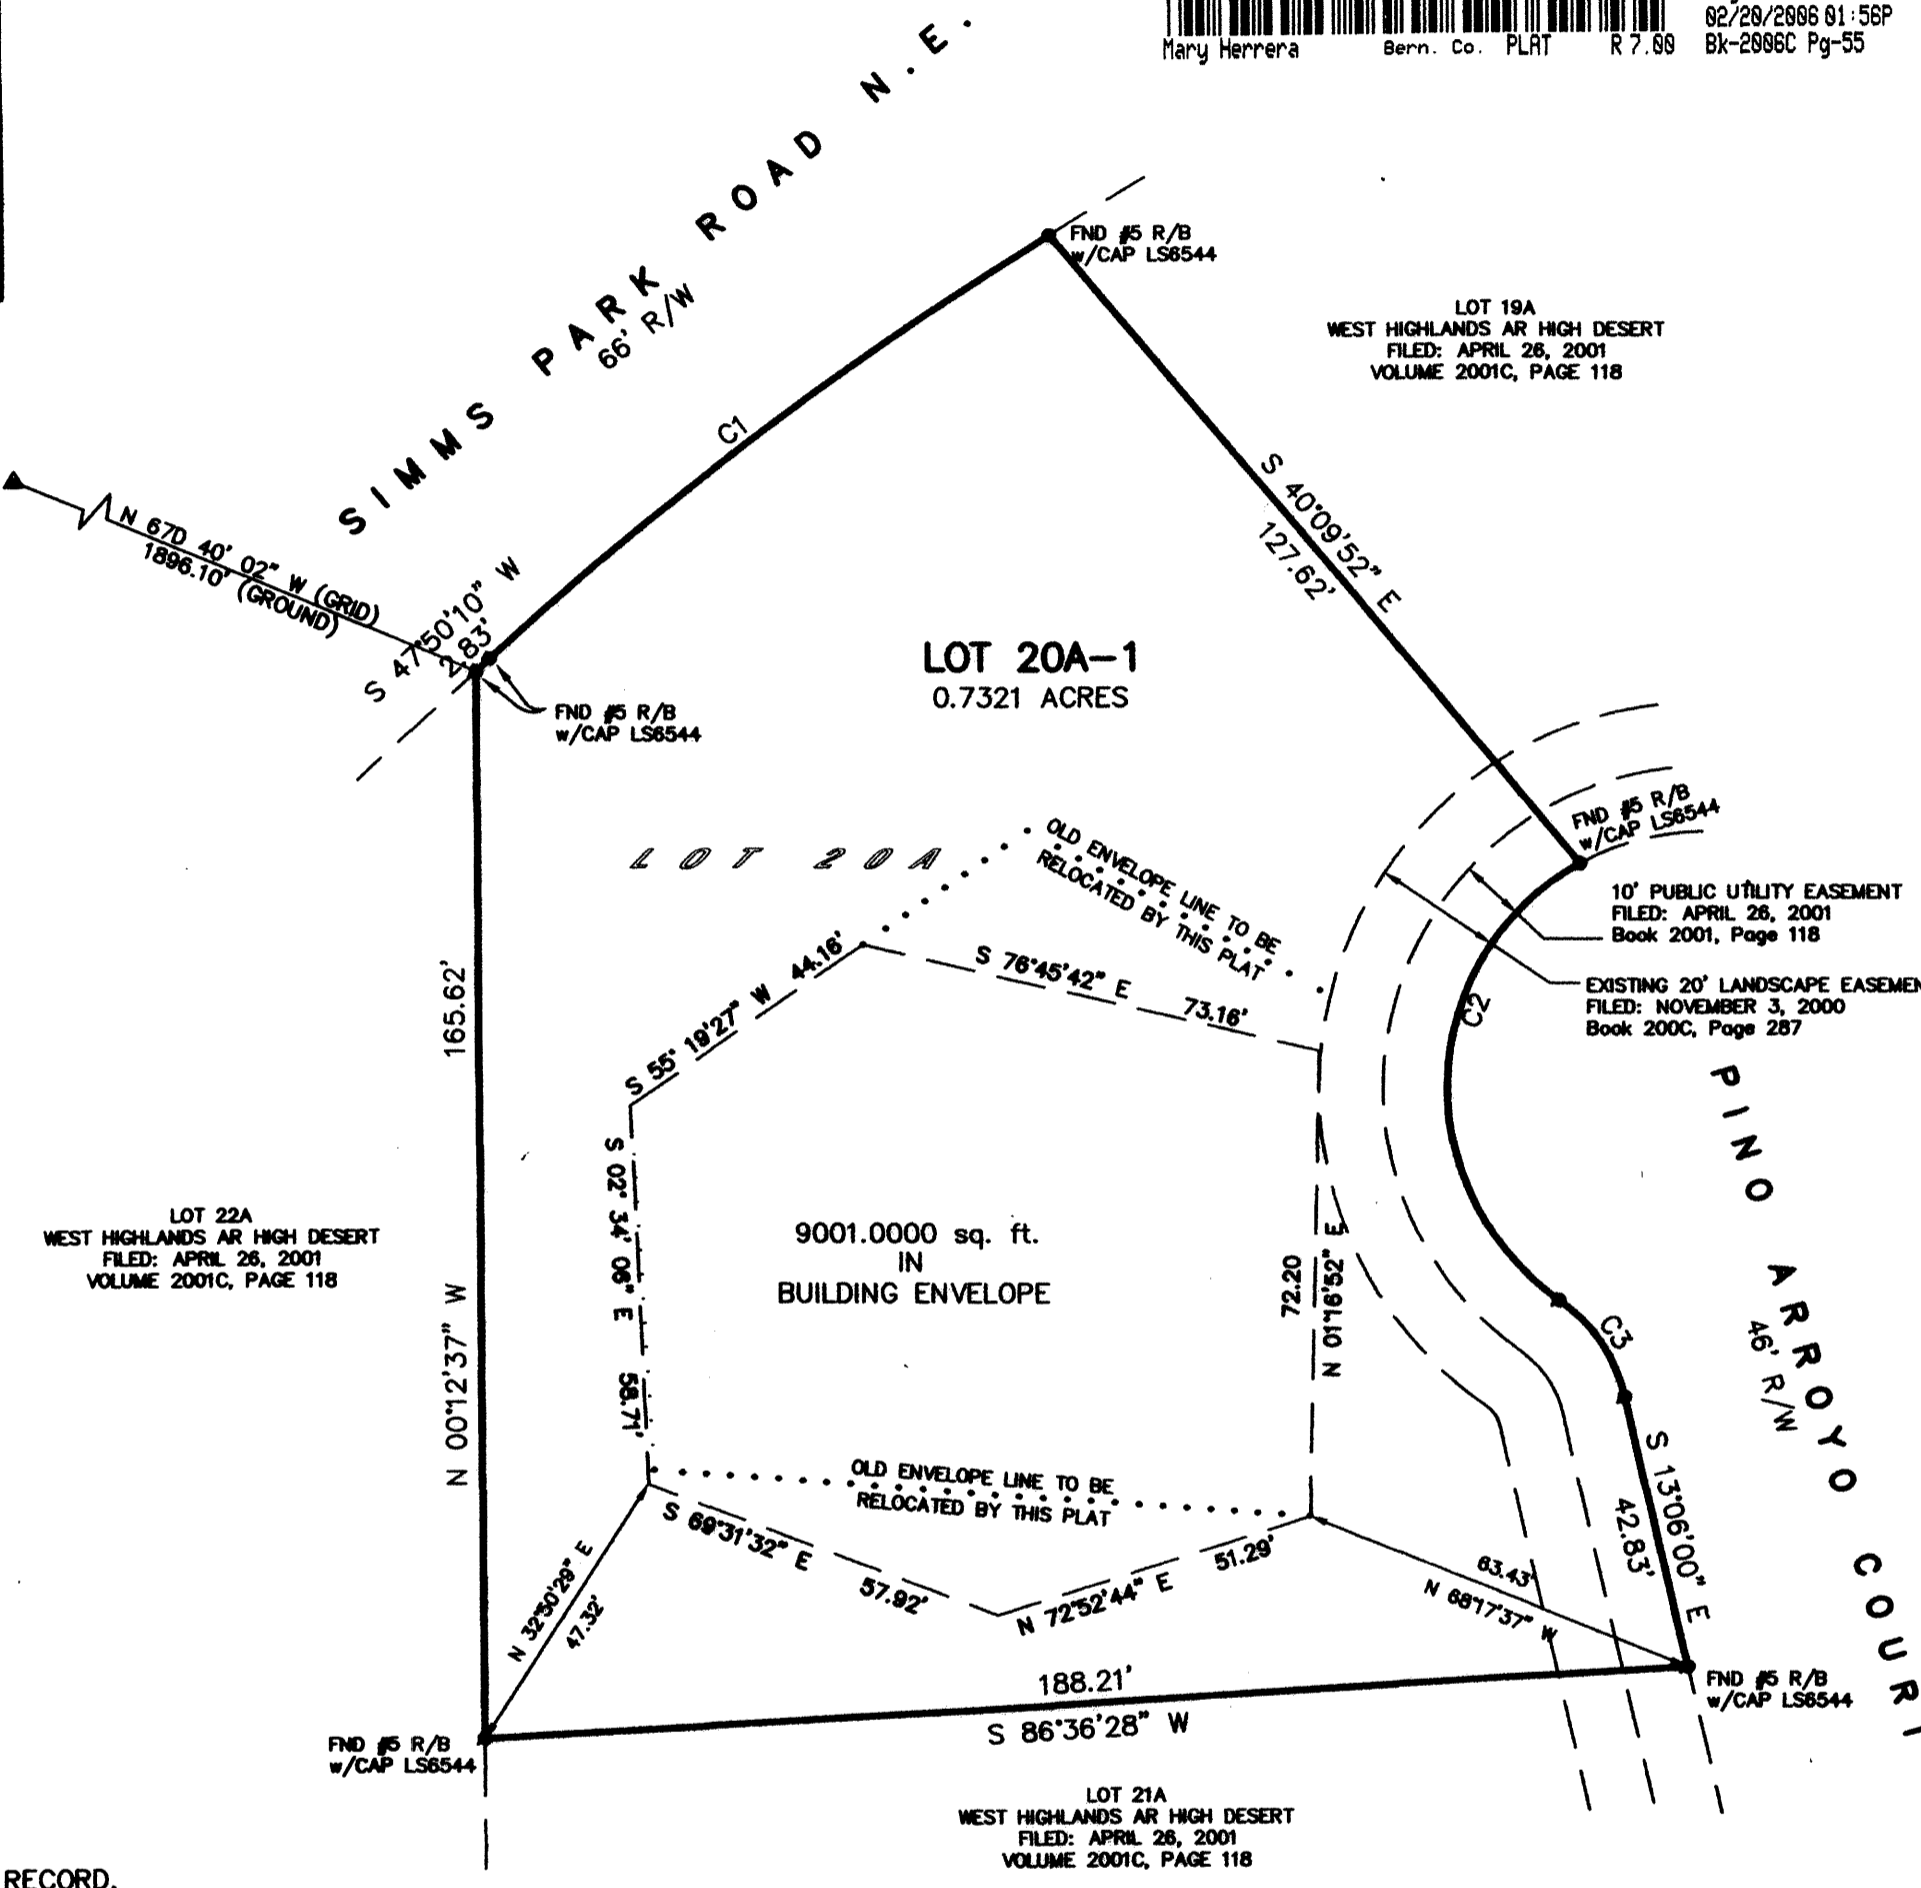 02/20/2006 01:56P
Mary Herrera Bern. Co. PLAT R 7.00 Bk-2006C Pg-55
SIMMS PARK ROAD N.E.
66' R/W
FND #5 R/B
w/CAP LS6544
LOT 19A
WEST HIGHLANDS AR HIGH DESERT
FILED: APRIL 26, 2001
VOLUME 2001C, PAGE 118
C1
S 40°09'52" E
127.62'
N 67D 40' 02" W (GRID)
1896.10' (GROUND)
S 47°50'10" W
2.83'
FND #5 R/B
w/CAP LS6544
LOT 20A-1
0.7321 ACRES
FND #5 R/B
w/CAP LS6544
LOT 20A
OLD ENVELOPE LINE TO BE
RELOCATED BY THIS PLAT
10' PUBLIC UTILITY EASEMENT
FILED: APRIL 26, 2001
Book 2001, Page 118
EXISTING 20' LANDSCAPE EASEMEN
FILED: NOVEMBER 3, 2000
Book 200C, Page 287
C2
S 55° 19'27" W 44.16'
S 76°45'42" E 73.16'
165.62'
N 00°12'37" W
S 02° 34' 06" E 58.71'
LOT 22A
WEST HIGHLANDS AR HIGH DESERT
FILED: APRIL 26, 2001
VOLUME 2001C, PAGE 118
9001.0000 sq. ft.
IN
BUILDING ENVELOPE
72.20
N 01°16'52" E
PINO ARROYO COURT
46' R/W
C3
S 13°06'00" E
42.83'
OLD ENVELOPE LINE TO BE
RELOCATED BY THIS PLAT
S 69°31'32" E 57.92'
N 72°52'44" E 51.29'
63.43'
N 68°17'37" W
N 32°50'29" E
47.32'
188.21'
S 86°36'28" W
FND #5 R/B
w/CAP LS6544
FND #5 R/B
w/CAP LS6544
LOT 21A
WEST HIGHLANDS AR HIGH DESERT
FILED: APRIL 26, 2001
VOLUME 2001C, PAGE 118
RECORD.